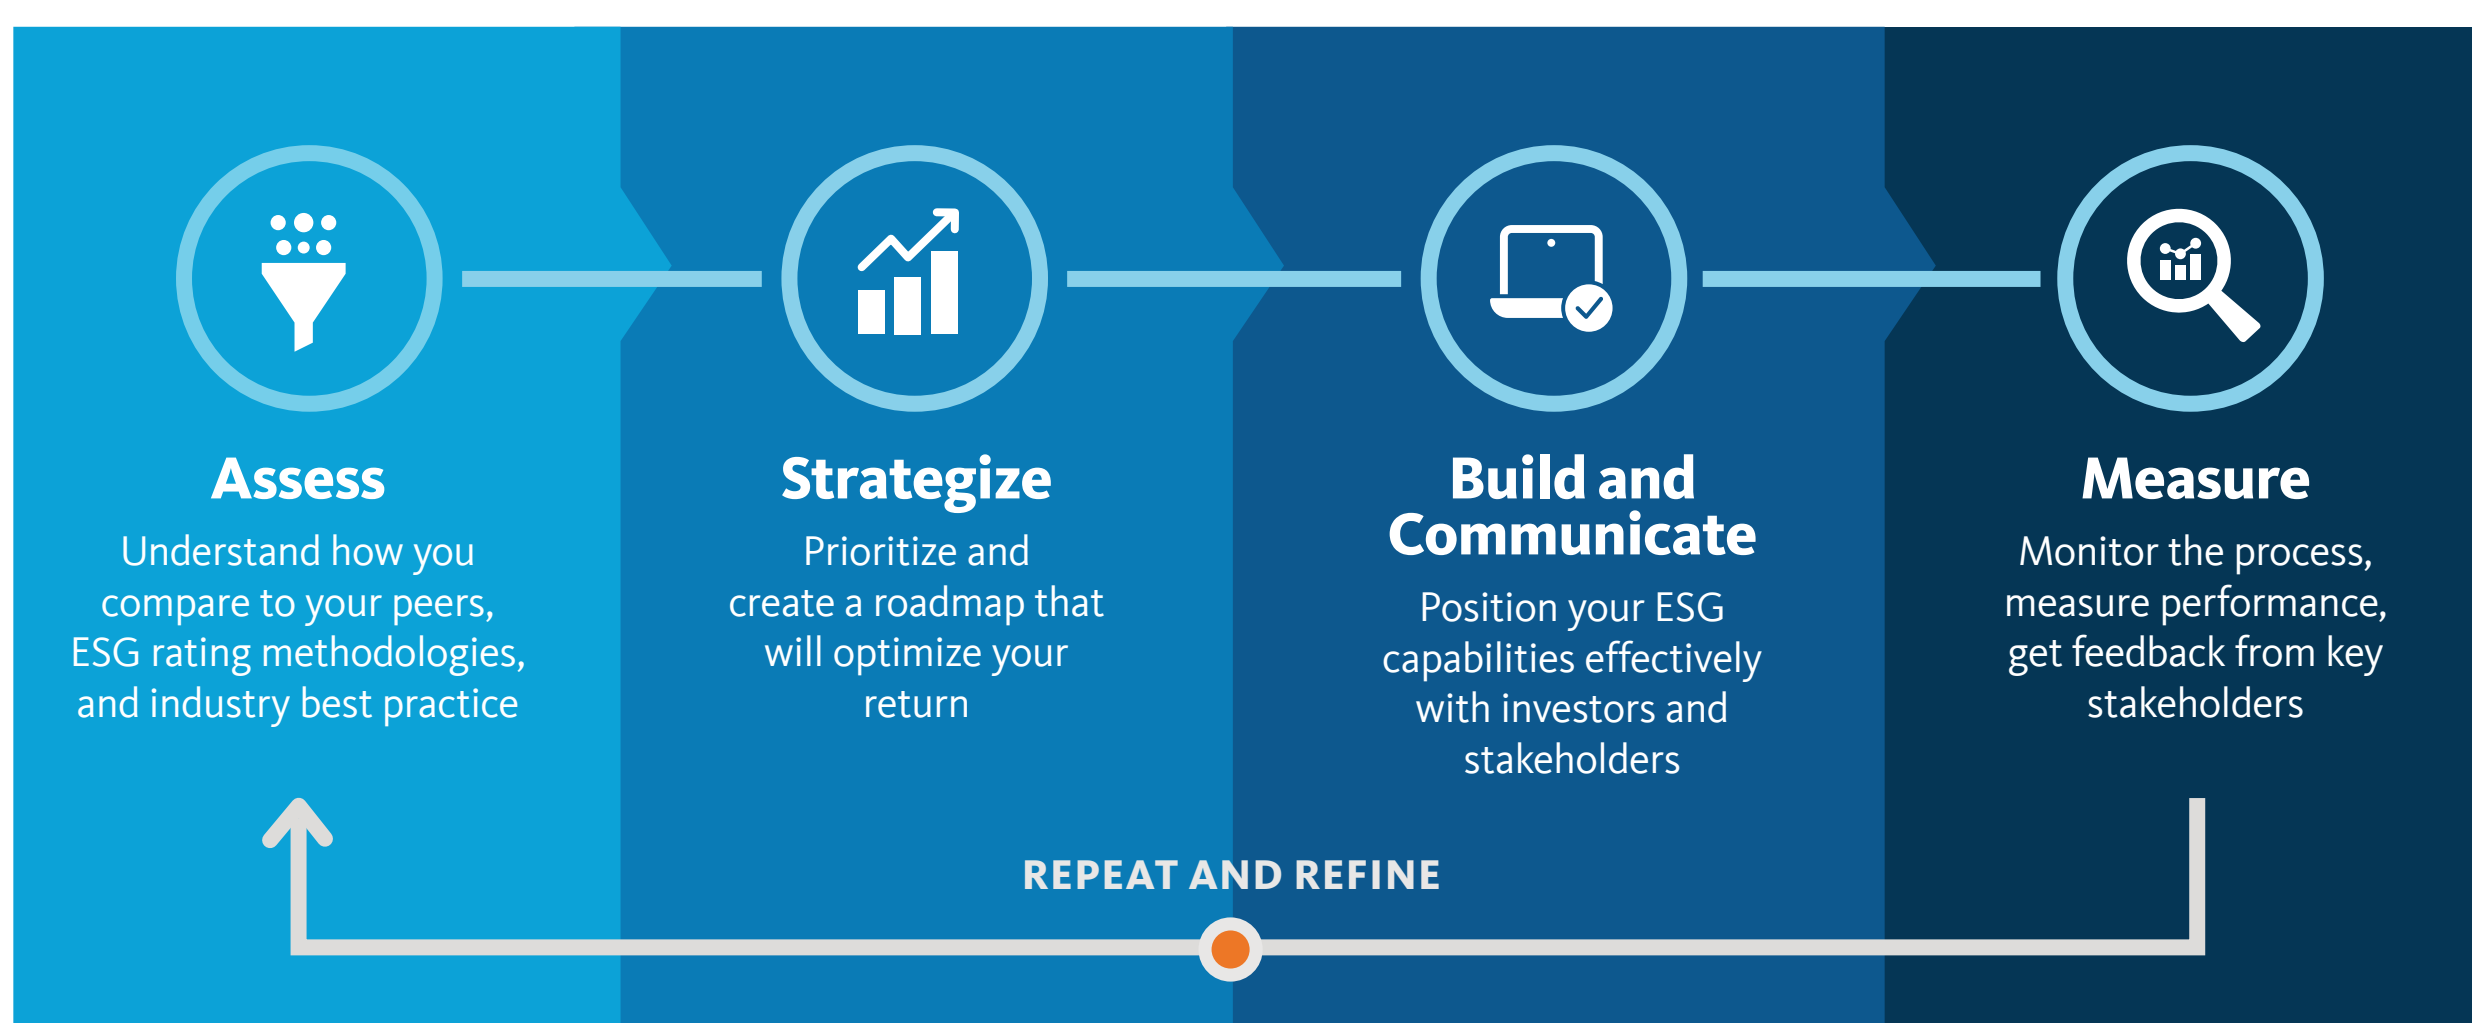 Assess
Understand how you
compare to your peers,
ESG rating methodologies,
and industry best practice
Strategize
Prioritize and
create a roadmap that
will optimize your
return
Build and
Communicate
Position your ESG
capabilities effectively
with investors and
stakeholders
Measure
Monitor the process,
measure performance,
get feedback from key
stakeholders
REPEAT AND REFINE